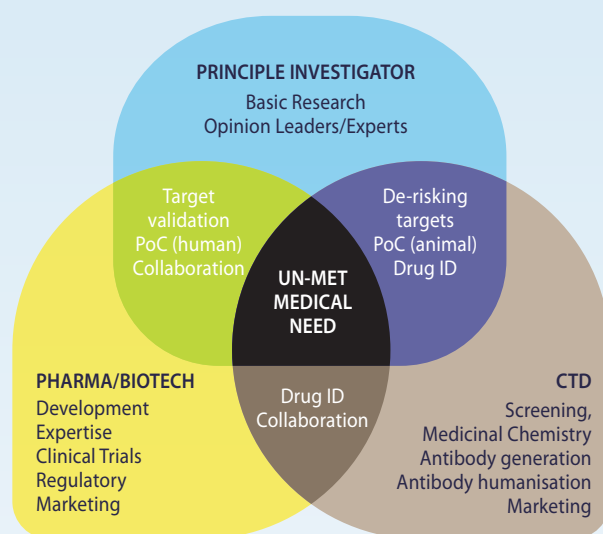 PRINCIPLE INVESTIGATOR
Basic Research
Opinion Leaders/Experts
Target
validation
PoC (human)
Collaboration
De-risking
targets
PoC (animal)
Drug ID
UN-MET
MEDICAL
NEED
PHARMA/BIOTECH
Development
Expertise
Clinical Trials
Regulatory
Marketing
Drug ID
Collaboration
CTD
Screening,
Medicinal Chemistry
Antibody generation
Antibody humanisation
Marketing